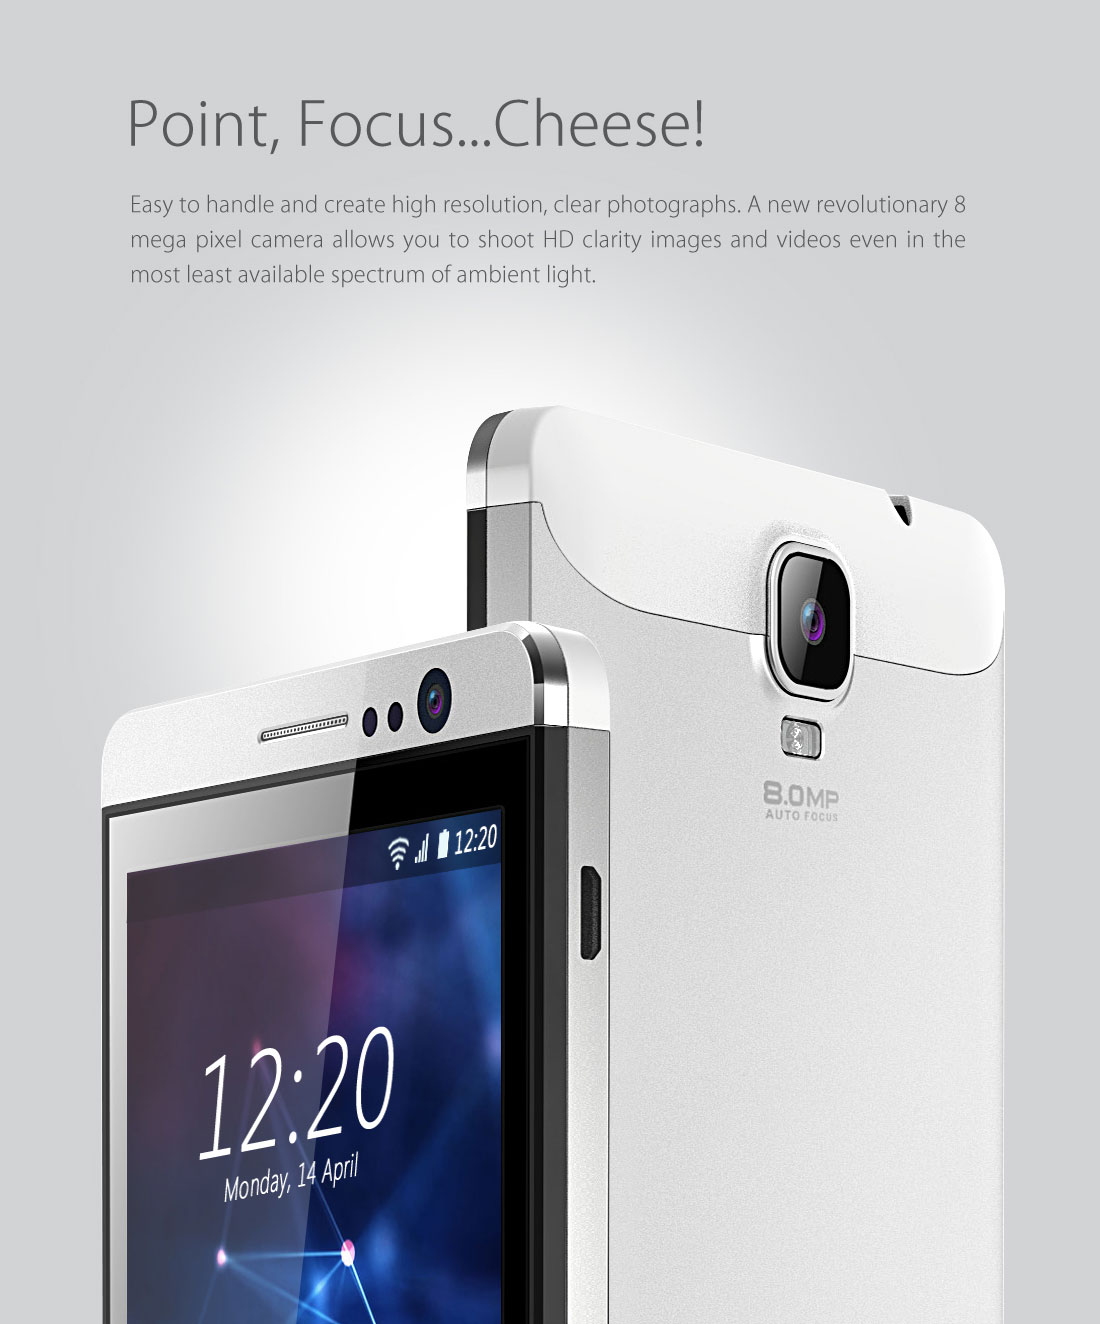 Point, Focus...Cheese!
Easy to handle and create high resolution, clear photographs. A new revolutionary 8
mega pixel camera allows you to shoot HD clarity images and videos even in the
most least available spectrum of ambient light.
8.0MP
AUTO FOCUS
12:20
12:20
Monday, 14 April